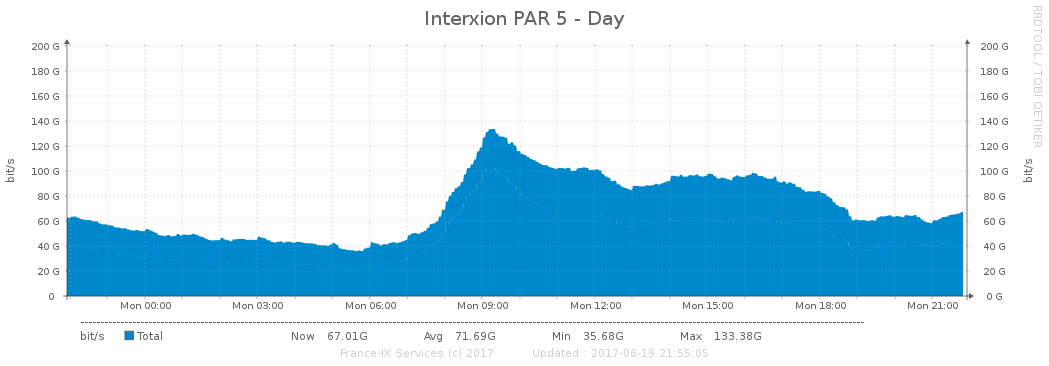 Interxion PAR 5 - Day
RRDTOOL / TOBI OETIKER
bit/s
200 G 200 G
180 G 180 G
160 G 160 G
140 G 140 G
120 G 120 G
100 G 100 G
80 G 80 G
60 G 60 G
40 G 40 G
20 G 20 G
0 0 G
bit/s
Mon 00:00 Mon 03:00 Mon 06:00 Mon 09:00 Mon 12:00 Mon 15:00 Mon 18:00 Mon 21:00
bit/s Total Now 67.01G Avg 71.69G Min 35.68G Max 133.38G
France-IX Services (c) 2017 Updated : 2017-06-19 21:55:05